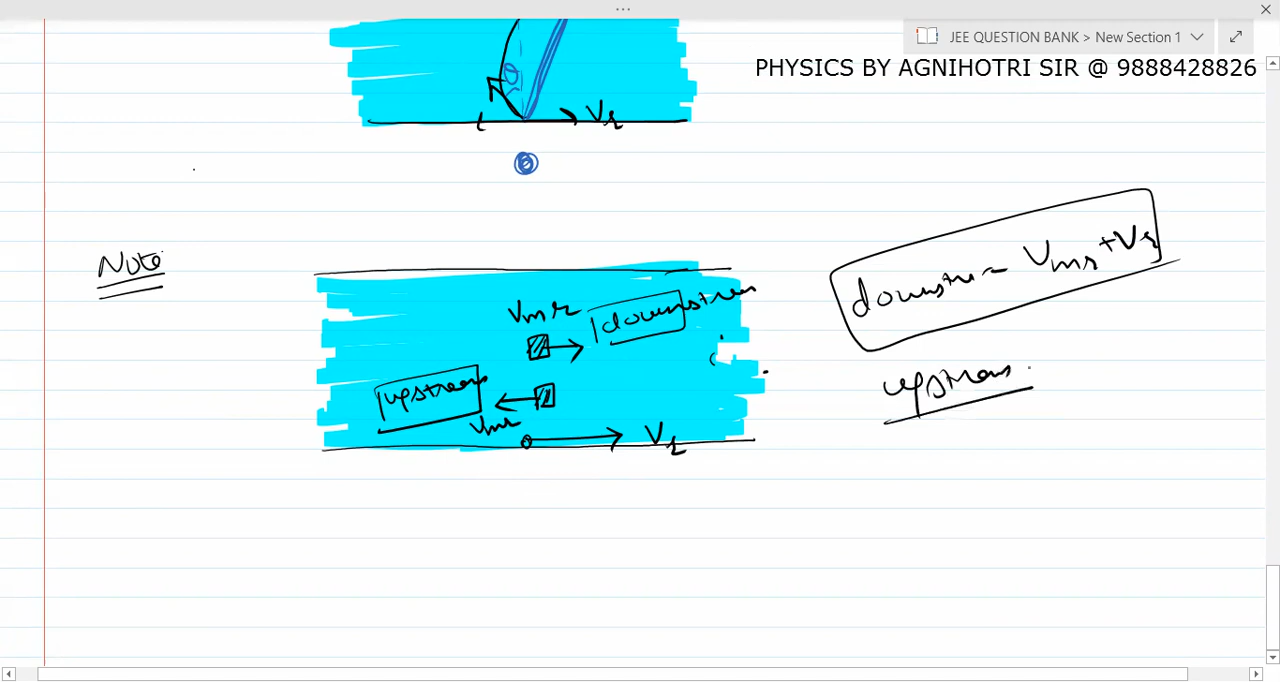 JEE QUESTION BANK > New Section 1
PHYSICS BY AGNIHOTRI SIR @ 9888428826
θ
Vr
Note
Vmr
downstream
upstream
Vmr
Vr
downstre = Vmr + Vr
upstream